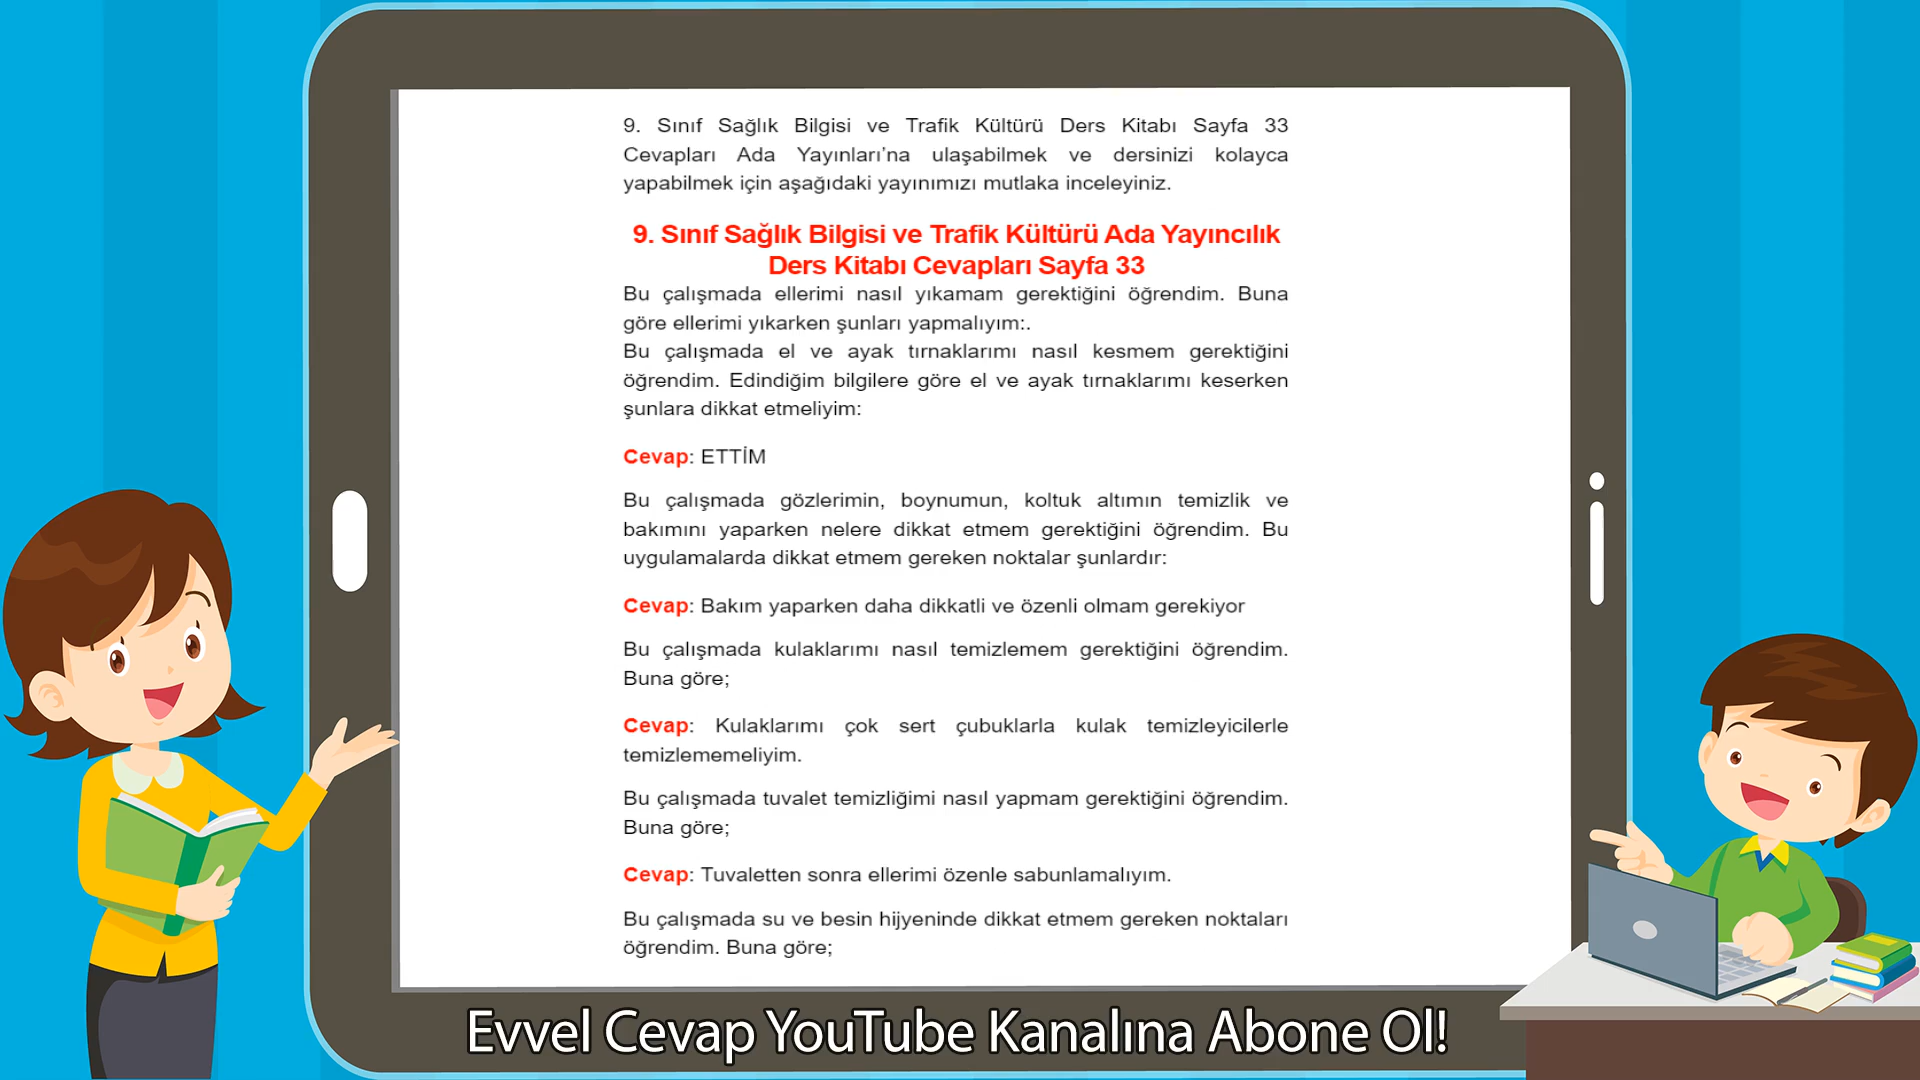 9. Sınıf Sağlık Bilgisi ve Trafik Kültürü Ders Kitabı Sayfa 33
Cevapları Ada Yayınları’na ulaşabilmek ve dersinizi kolayca
yapabilmek için aşağıdaki yayınımızı mutlaka inceleyiniz.
9. Sınıf Sağlık Bilgisi ve Trafik Kültürü Ada Yayıncılık
Ders Kitabı Cevapları Sayfa 33
Bu çalışmada ellerimi nasıl yıkamam gerektiğini öğrendim. Buna
göre ellerimi yıkarken şunları yapmalıyım:.
Bu çalışmada el ve ayak tırnaklarımı nasıl kesmem gerektiğini
öğrendim. Edindiğim bilgilere göre el ve ayak tırnaklarımı keserken
şunlara dikkat etmeliyim:
Cevap: ETTİM
Bu çalışmada gözlerimin, boynumun, koltuk altımın temizlik ve
bakımını yaparken nelere dikkat etmem gerektiğini öğrendim. Bu
uygulamalarda dikkat etmem gereken noktalar şunlardır:
Cevap: Bakım yaparken daha dikkatli ve özenli olmam gerekiyor
Bu çalışmada kulaklarımı nasıl temizlemem gerektiğini öğrendim.
Buna göre;
Cevap: Kulaklarımı çok sert çubuklarla kulak temizleyicilerle
temizlememeliyim.
Bu çalışmada tuvalet temizliğimi nasıl yapmam gerektiğini öğrendim.
Buna göre;
Cevap: Tuvaletten sonra ellerimi özenle sabunlamalıyım.
Bu çalışmada su ve besin hijyeninde dikkat etmem gereken noktaları
öğrendim. Buna göre;
Evvel Cevap YouTube Kanalına Abone Ol!